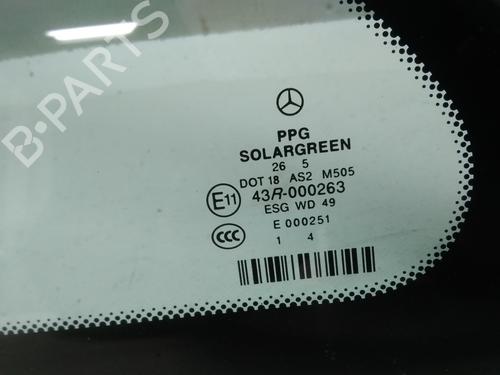 B-PARTS
PPG
SOLARGREEN
26 5
DOT 18 AS2 M505
E11 43R-000263
ESG WD 49
CCC E 000251
1 4